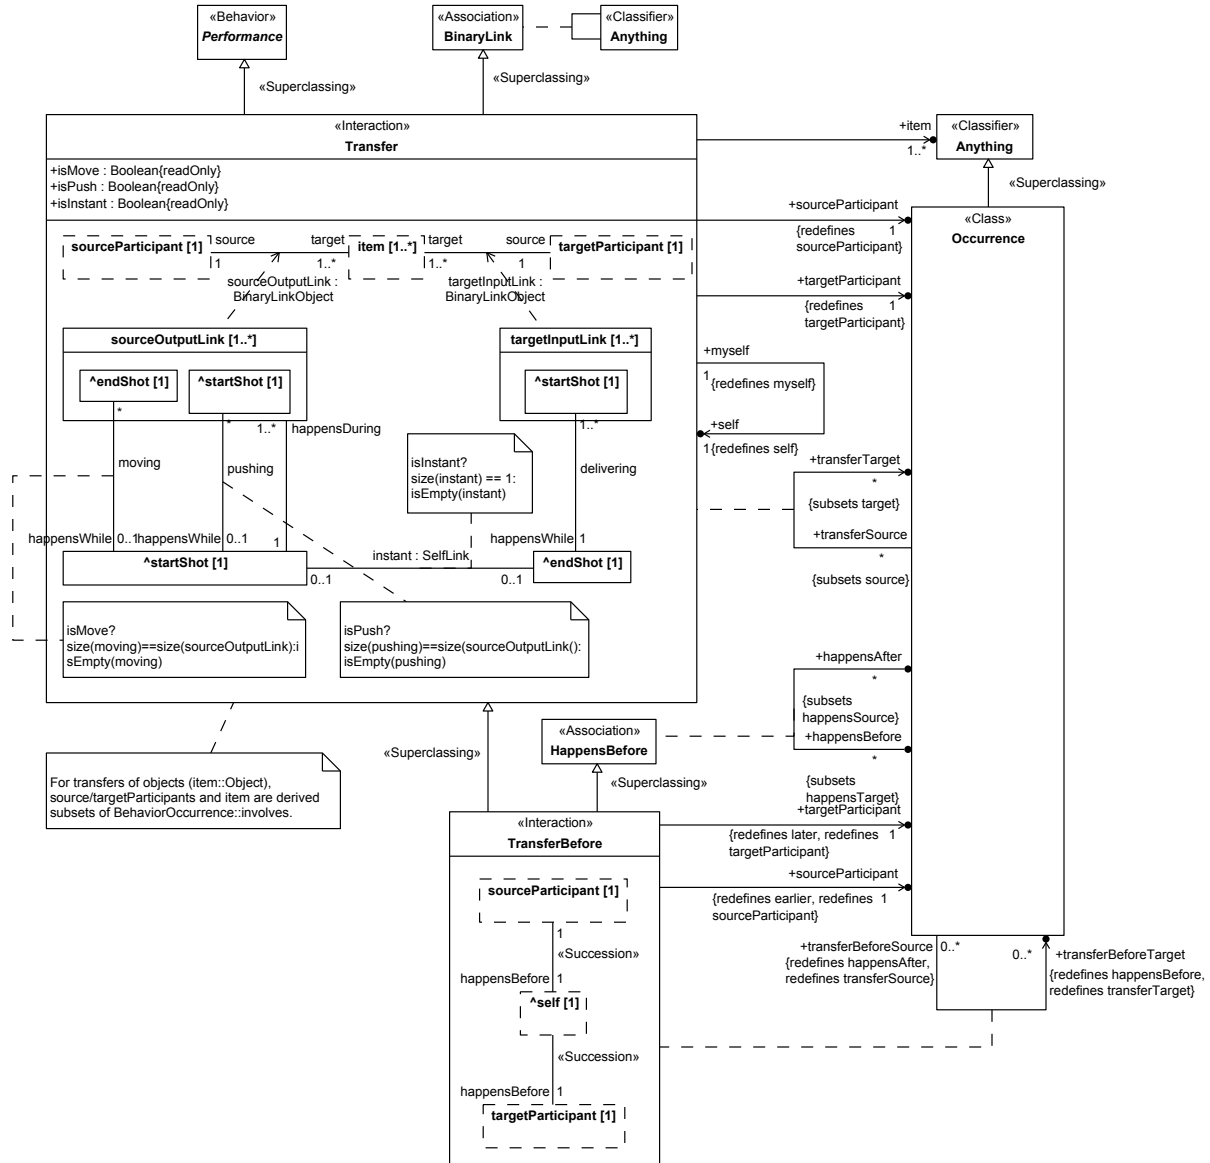 «Behavior»
Performance
«Association»
BinaryLink
«Classifier»
Anything
«Superclassing»
«Superclassing»
«Interaction»
Transfer
+isMove : Boolean{readOnly}
+isPush : Boolean{readOnly}
+isInstant : Boolean{readOnly}
+item
1..*
«Classifier»
Anything
«Superclassing»
«Class»
Occurrence
+sourceParticipant
{redefines 1
sourceParticipant}
+targetParticipant
{redefines 1
targetParticipant}
sourceParticipant [1]
source
target
1
1..*
item [1..*]
target
source
1..*
1
targetParticipant [1]
sourceOutputLink :
BinaryLinkObject
targetInputLink :
BinaryLinkObject
sourceOutputLink [1..*]
^endShot [1]
^startShot [1]
*
*
1..*
happensDuring
targetInputLink [1..*]
^startShot [1]
1..*
+myself
1
{redefines myself}
+self
1{redefines self}
moving
pushing
isInstant?
size(instant) == 1:
isEmpty(instant)
delivering
+transferTarget
*
{subsets target}
+transferSource
*
{subsets source}
happensWhile 0..1
happensWhile 0..1
1
^startShot [1]
instant : SelfLink
0..1
0..1
happensWhile 1
^endShot [1]
isMove?
size(moving)==size(sourceOutputLink):i
sEmpty(moving)
isPush?
size(pushing)==size(sourceOutputLink():
isEmpty(pushing)
+happensAfter
*
{subsets
happensSource}
+happensBefore
*
{subsets
happensTarget}
For transfers of objects (item::Object),
source/targetParticipants and item are derived
subsets of BehaviorOccurrence::involves.
«Superclassing»
«Association»
HappensBefore
«Superclassing»
«Interaction»
TransferBefore
+targetParticipant
{redefines later, redefines 1
targetParticipant}
+sourceParticipant
{redefines earlier, redefines 1
sourceParticipant}
sourceParticipant [1]
1
«Succession»
happensBefore 1
^self [1]
«Succession»
happensBefore 1
targetParticipant [1]
+transferBeforeSource
{redefines happensAfter,
redefines transferSource}
0..*
0..*
+transferBeforeTarget
{redefines happensBefore,
redefines transferTarget}